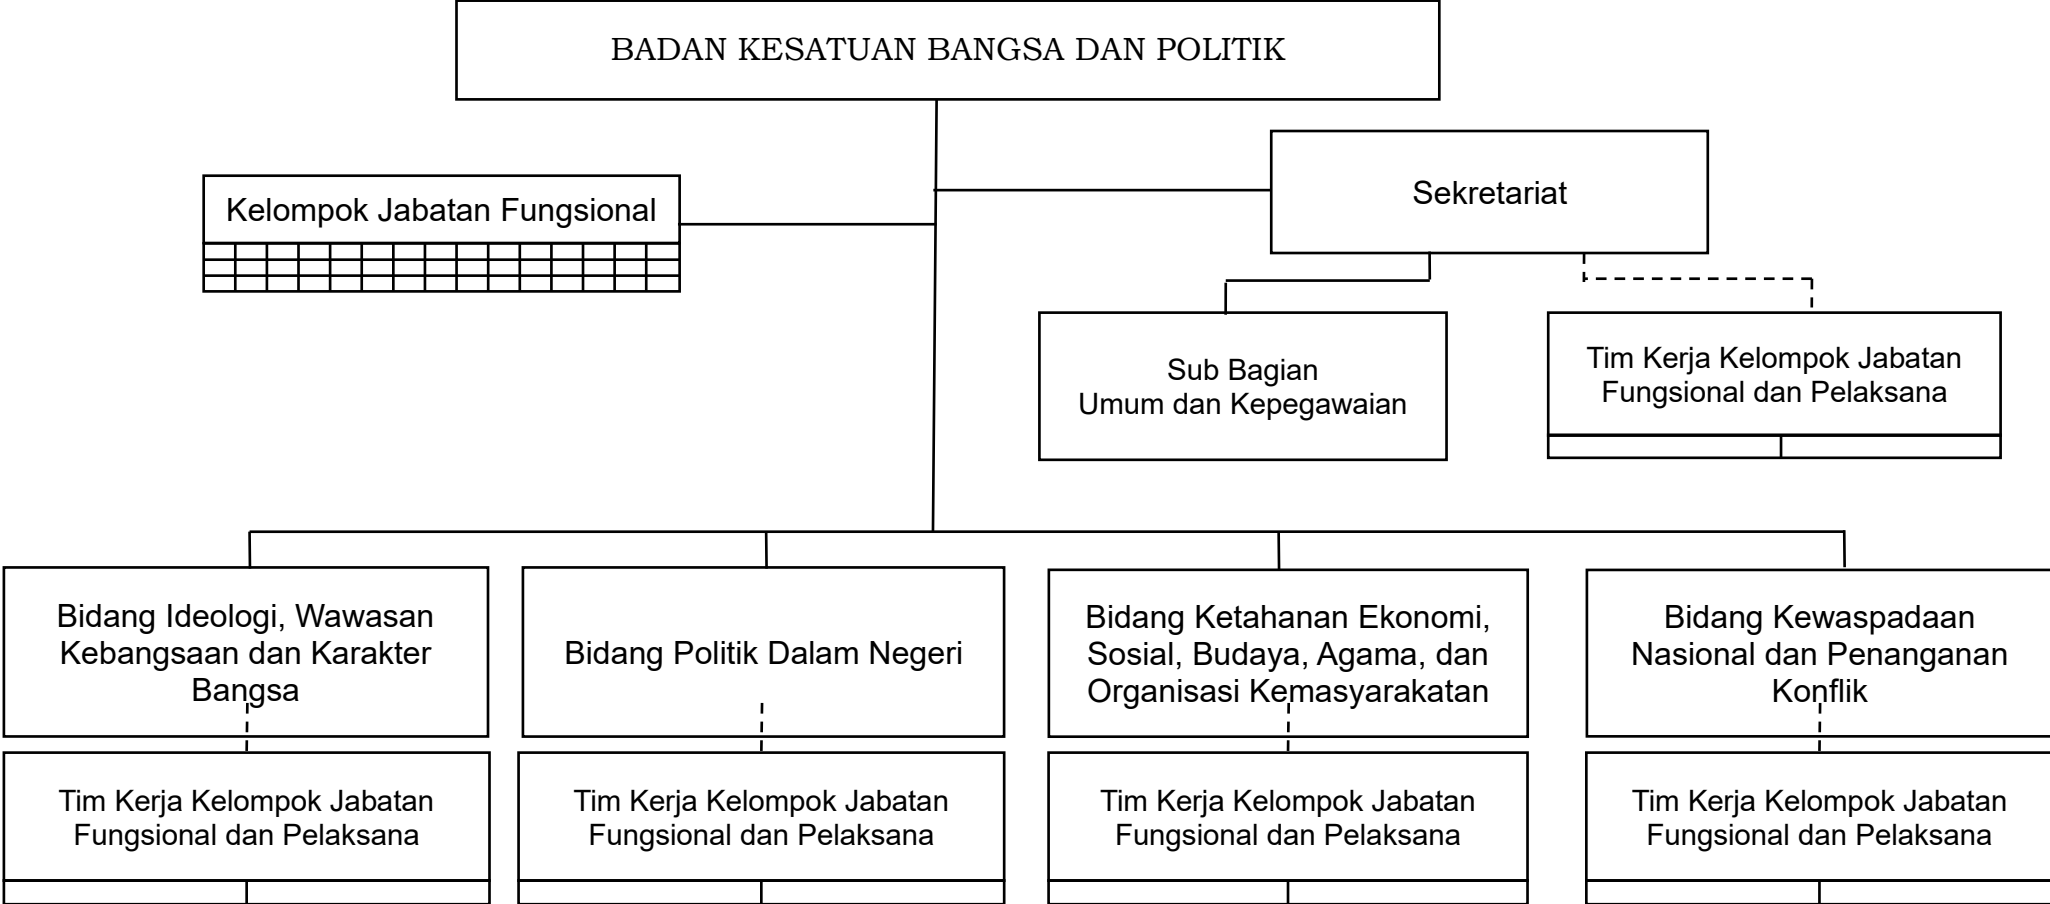 BADAN KESATUAN BANGSA DAN POLITIK
Kelompok Jabatan Fungsional
Sekretariat
Sub Bagian
Umum dan Kepegawaian
Tim Kerja Kelompok Jabatan
Fungsional dan Pelaksana
Bidang Ideologi, Wawasan
Kebangsaan dan Karakter
Bangsa
Bidang Politik Dalam Negeri
Bidang Ketahanan Ekonomi,
Sosial, Budaya, Agama, dan
Organisasi Kemasyarakatan
Bidang Kewaspadaan
Nasional dan Penanganan
Konflik
Tim Kerja Kelompok Jabatan
Fungsional dan Pelaksana
Tim Kerja Kelompok Jabatan
Fungsional dan Pelaksana
Tim Kerja Kelompok Jabatan
Fungsional dan Pelaksana
Tim Kerja Kelompok Jabatan
Fungsional dan Pelaksana